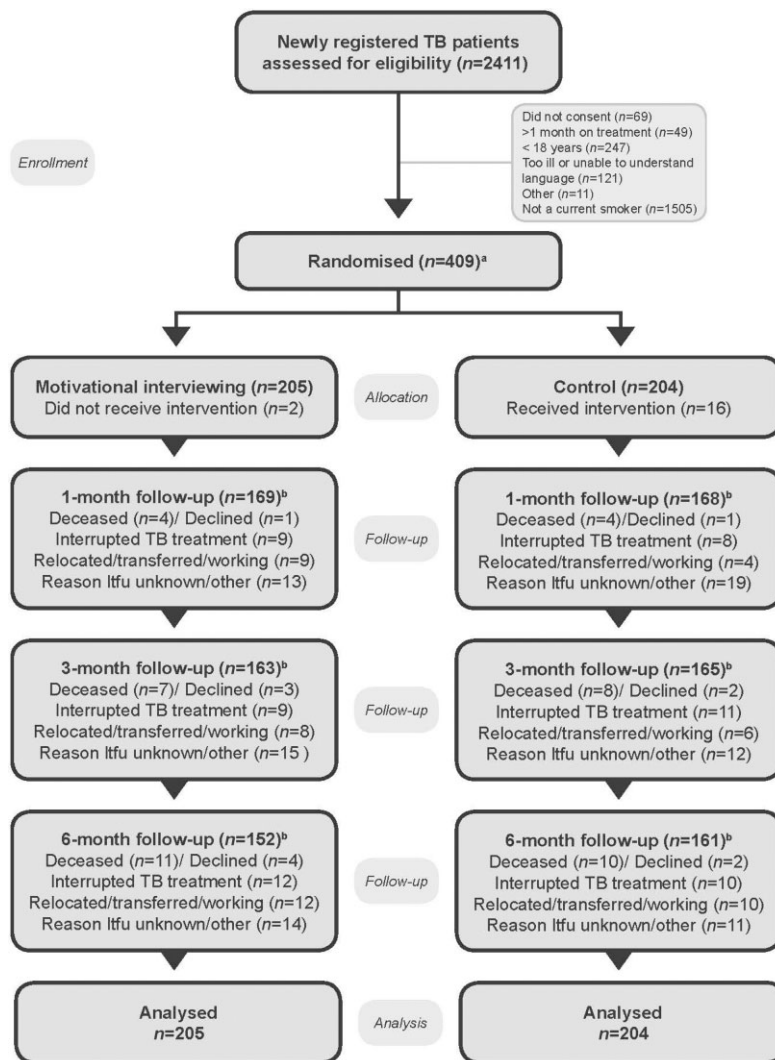 Newly registered TB patients
assessed for eligibility (n=2411)
Did not consent (n=69)
>1 month on treatment (n=49)
< 18 years (n=247)
Too ill or unable to understand
language (n=121)
Other (n=11)
Not a current smoker (n=1505)
Enrollment
Randomised (n=409)ᵃ
Motivational interviewing (n=205)
Did not receive intervention (n=2)
Allocation
Control (n=204)
Received intervention (n=16)
1-month follow-up (n=169)ᵇ
Deceased (n=4)/ Declined (n=1)
Interrupted TB treatment (n=9)
Relocated/transferred/working (n=9)
Reason ltfu unknown/other (n=13)
Follow-up
1-month follow-up (n=168)ᵇ
Deceased (n=4)/Declined (n=1)
Interrupted TB treatment (n=8)
Relocated/transferred/working (n=4)
Reason ltfu unknown/other (n=19)
3-month follow-up (n=163)ᵇ
Deceased (n=7)/ Declined (n=3)
Interrupted TB treatment (n=9)
Relocated/transferred/working (n=8)
Reason ltfu unknown/other (n=15 )
Follow-up
3-month follow-up (n=165)ᵇ
Deceased (n=8)/ Declined (n=2)
Interrupted TB treatment (n=11)
Relocated/transferred/working (n=6)
Reason ltfu unknown/other (n=12)
6-month follow-up (n=152)ᵇ
Deceased (n=11)/ Declined (n=4)
Interrupted TB treatment (n=12)
Relocated/transferred/working (n=12)
Reason ltfu unknown/other (n=14)
Follow-up
6-month follow-up (n=161)ᵇ
Deceased (n=10)/ Declined (n=2)
Interrupted TB treatment (n=10)
Relocated/transferred/working (n=10)
Reason ltfu unknown/other (n=11)
Analysed
n=205
Analysis
Analysed
n=204